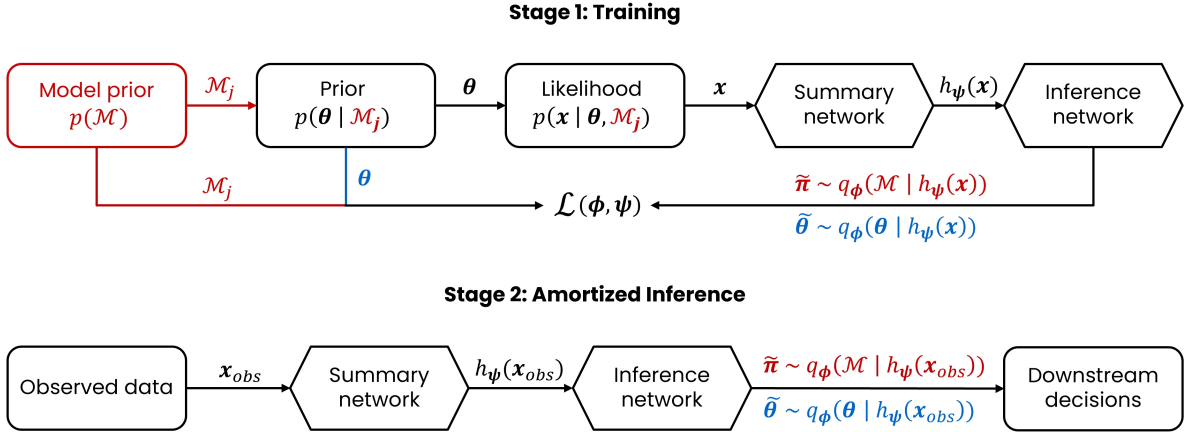 Stage 1: Training
Model prior
p(ℳ)
ℳ_j
Prior
p(θ | ℳ_j)
θ
Likelihood
p(x | θ, ℳ_j)
x
Summary
network
h_ψ(x)
Inference
network
ℳ_j
θ
ℒ(ϕ, ψ)
π̃ ~ q_ϕ(ℳ | h_ψ(x))
θ̃ ~ q_ϕ(θ | h_ψ(x))
Stage 2: Amortized Inference
Observed data
x_obs
Summary
network
h_ψ(x_obs)
Inference
network
π̃ ~ q_ϕ(ℳ | h_ψ(x_obs))
θ̃ ~ q_ϕ(θ | h_ψ(x_obs))
Downstream
decisions